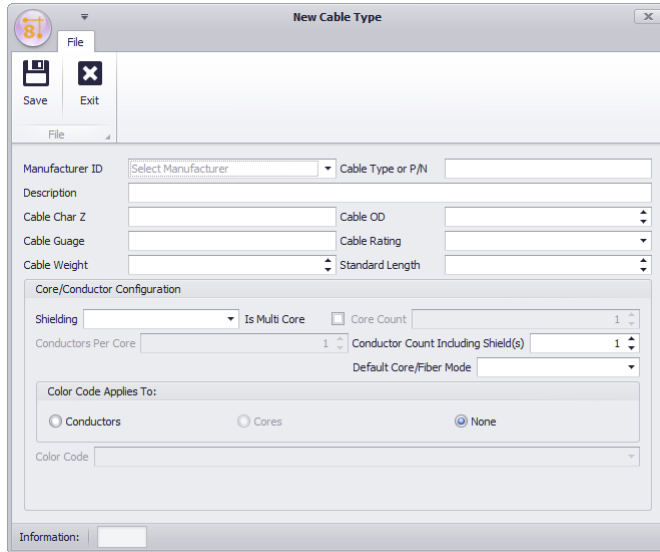 New Cable Type
File
Save Exit
File
Manufacturer ID Select Manufacturer Cable Type or P/N
Description
Cable Char Z Cable OD
Cable Guage Cable Rating
Cable Weight Standard Length
Core/Conductor Configuration
Shielding Is Multi Core Core Count 1
Conductors Per Core 1 Conductor Count Including Shield(s) 1
Default Core/Fiber Mode
Color Code Applies To:
Conductors Cores None
Color Code
Information: